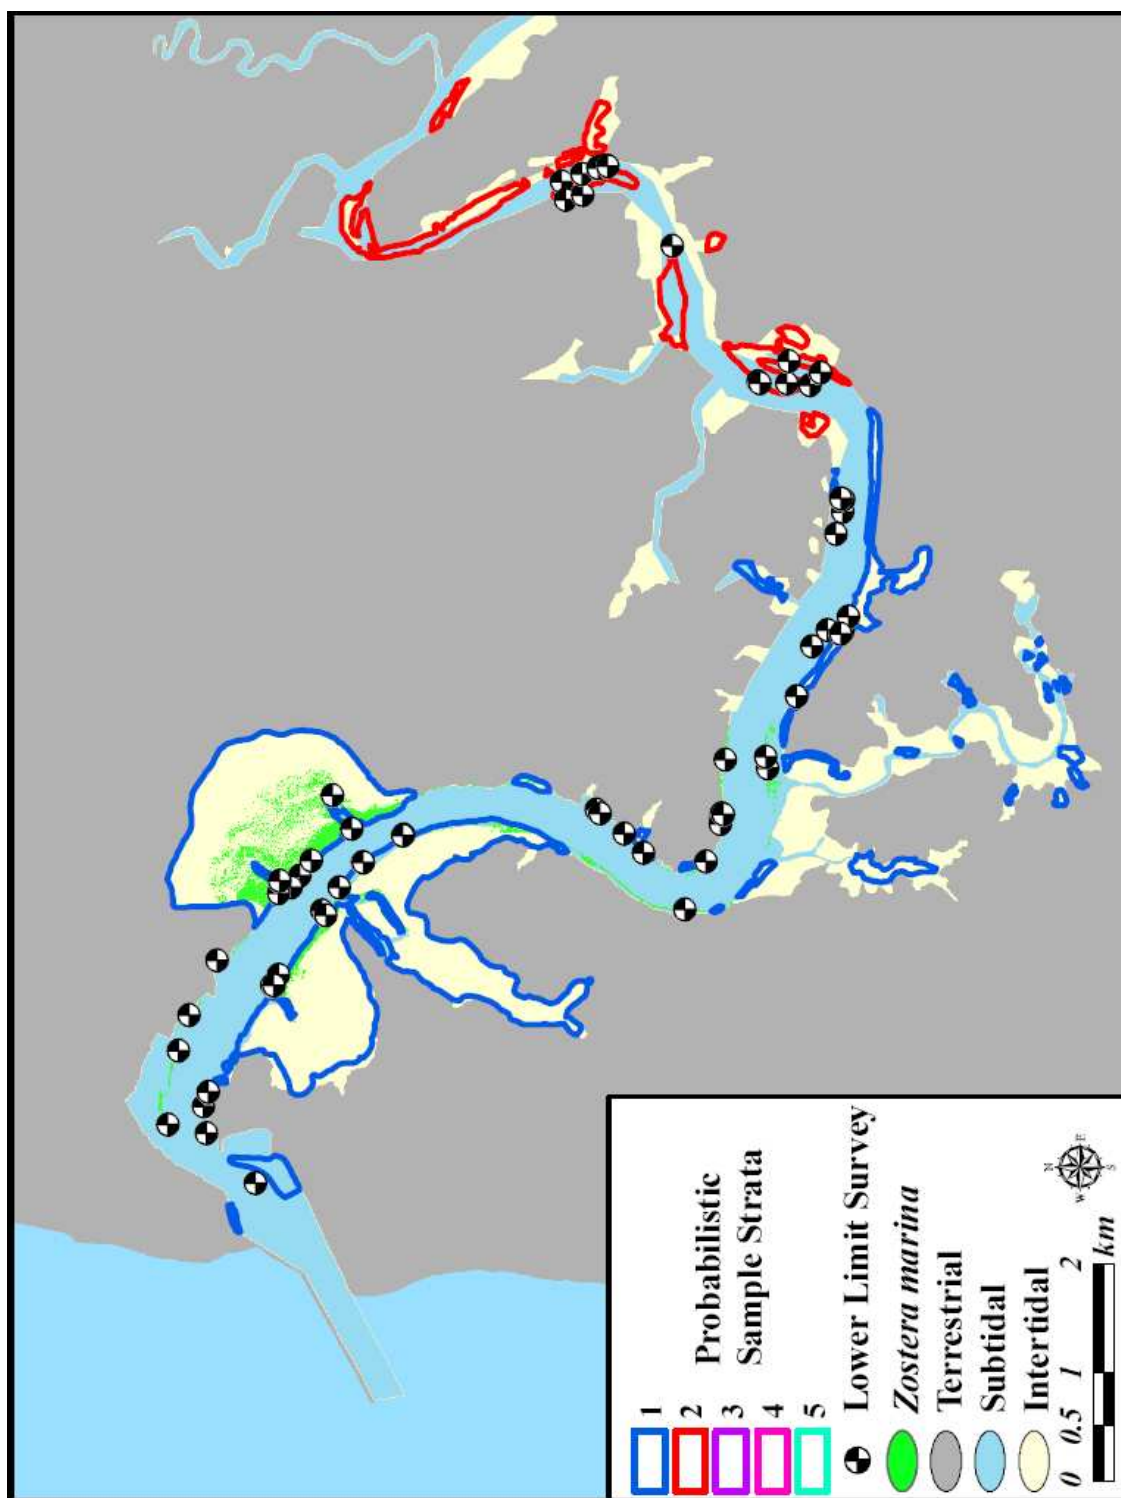 1
2
3
4
5
Probabilistic
Sample Strata
Lower Limit Survey
Zostera marina
Terrestrial
Subtidal
Intertidal
0 0.5 1 2
km
N
W E
S